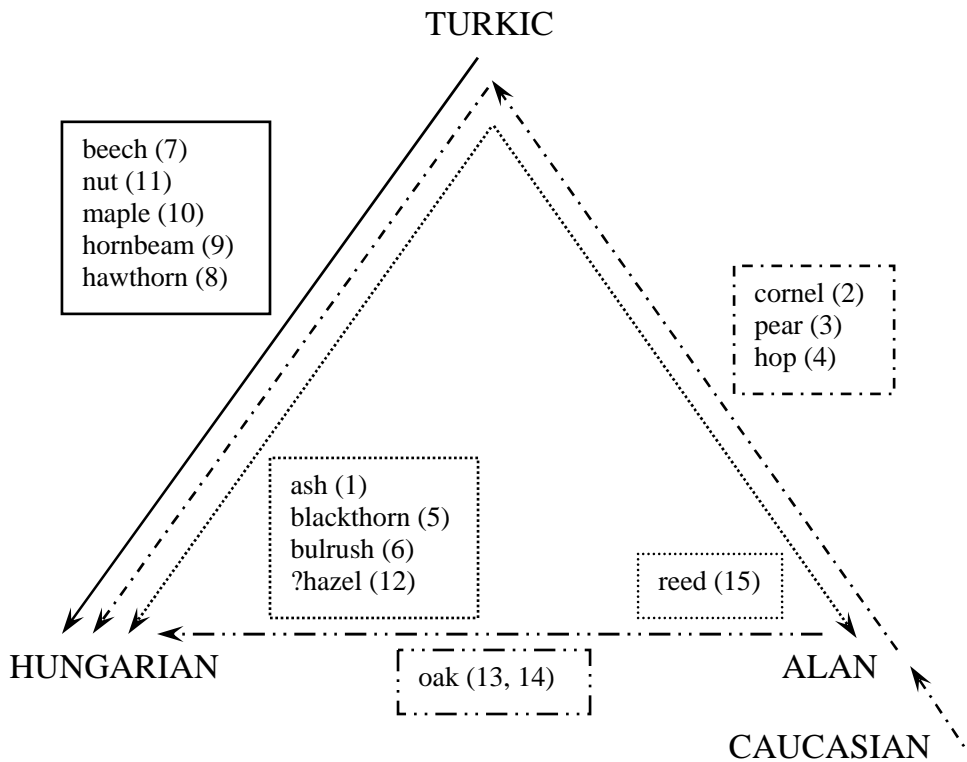 TURKIC
beech (7)
nut (11)
maple (10)
hornbeam (9)
hawthorn (8)
cornel (2)
pear (3)
hop (4)
ash (1)
blackthorn (5)
bulrush (6)
?hazel (12)
reed (15)
HUNGARIAN
oak (13, 14)
ALAN
CAUCASIAN